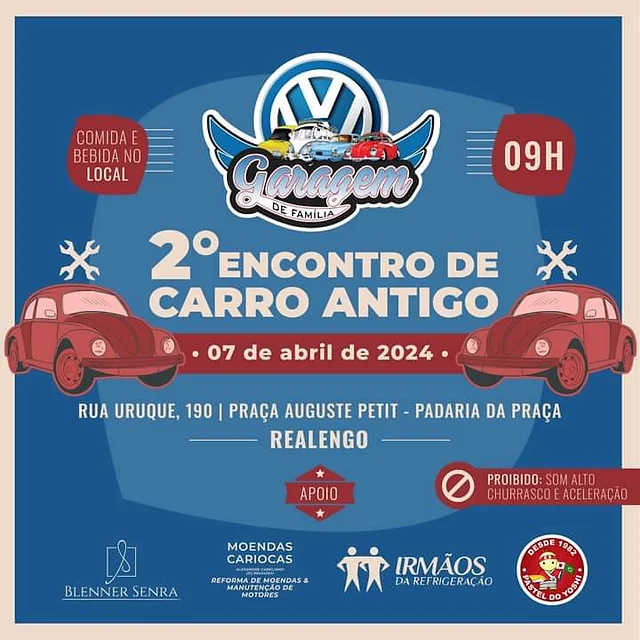 COMIDA E
BEBIDA NO
LOCAL
09H
Garagem
DE FAMÍLIA
2º ENCONTRO DE
CARRO ANTIGO
• 07 de abril de 2024 •
RUA URUQUE, 190 | PRAÇA AUGUSTE PETIT - PADARIA DA PRAÇA
REALENGO
PROIBIDO: SOM ALTO
CHURRASCO E ACELERAÇÃO
APOIO
BLENNER SENRA
MOENDAS
CARIOCAS
REFORMA DE MOENDAS &
MANUTENÇÃO DE
MOTORES
IRMÃOS
DA REFRIGERAÇÃO
DESDE 1982
PASTEL DO YOSHI